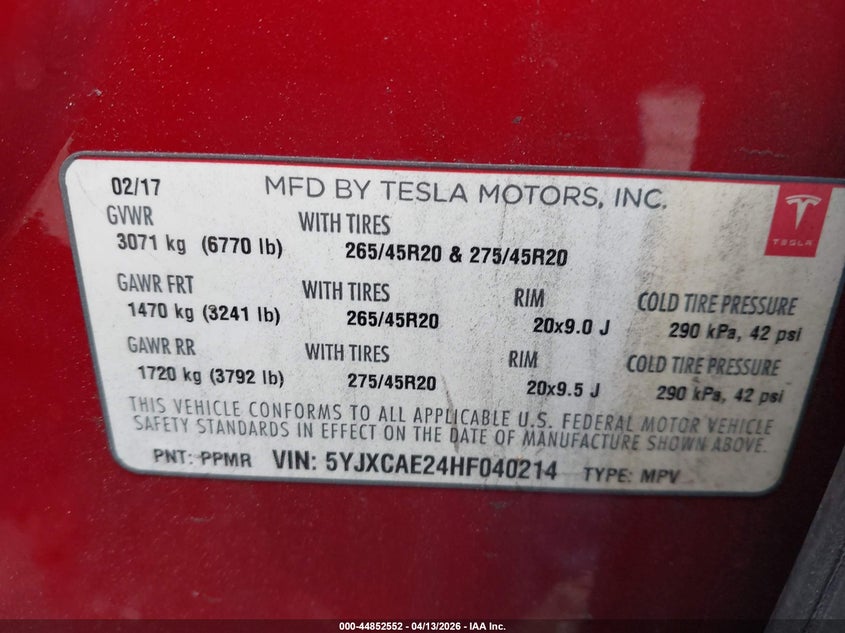 02/17 MFD BY TESLA MOTORS, INC.
GVWR WITH TIRES
3071 kg (6770 lb) 265/45R20 & 275/45R20
TESLA
GAWR FRT WITH TIRES RIM COLD TIRE PRESSURE
1470 kg (3241 lb) 265/45R20 20x9.0 J 290 kPa, 42 psi
GAWR RR WITH TIRES RIM COLD TIRE PRESSURE
1720 kg (3792 lb) 275/45R20 20x9.5 J 290 kPa, 42 psi
THIS VEHICLE CONFORMS TO ALL APPLICABLE U.S. FEDERAL MOTOR VEHICLE
SAFETY STANDARDS IN EFFECT ON THE DATE OF MANUFACTURE SHOWN ABOVE.
PNT: PPMR VIN: 5YJXCAE24HF040214 TYPE: MPV
000-44852552 - 04/13/2026 - IAA Inc.